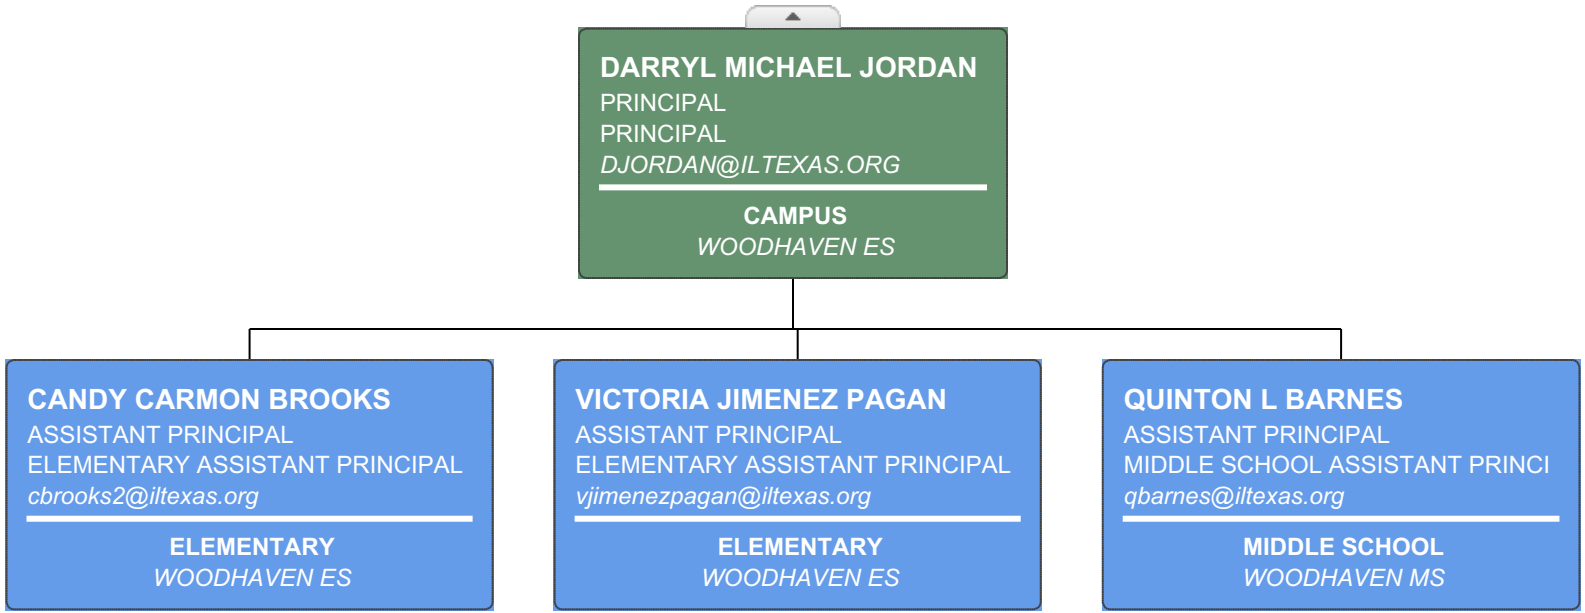 DARRYL MICHAEL JORDAN
PRINCIPAL
PRINCIPAL
DJORDAN@ILTEXAS.ORG
CAMPUS
WOODHAVEN ES
CANDY CARMON BROOKS
ASSISTANT PRINCIPAL
ELEMENTARY ASSISTANT PRINCIPAL
cbrooks2@iltexas.org
ELEMENTARY
WOODHAVEN ES
VICTORIA JIMENEZ PAGAN
ASSISTANT PRINCIPAL
ELEMENTARY ASSISTANT PRINCIPAL
vjimenezpagan@iltexas.org
ELEMENTARY
WOODHAVEN ES
QUINTON L BARNES
ASSISTANT PRINCIPAL
MIDDLE SCHOOL ASSISTANT PRINCI
qbarnes@iltexas.org
MIDDLE SCHOOL
WOODHAVEN MS